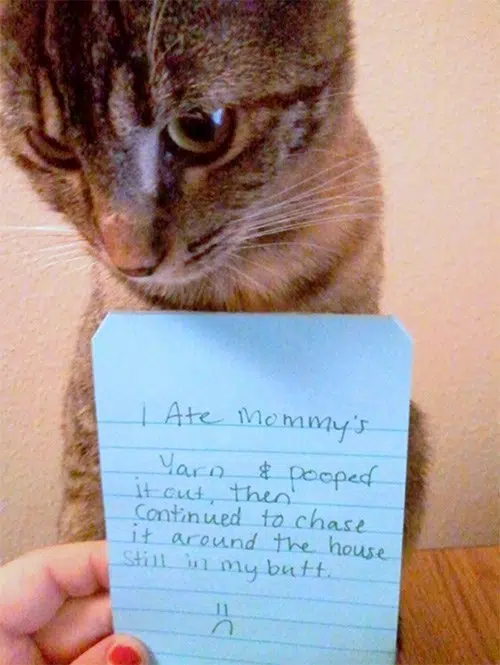 I Ate Mommy's
Yarn & pooped
it out, then
Continued to chase
it around the house
still in my butt.
=(